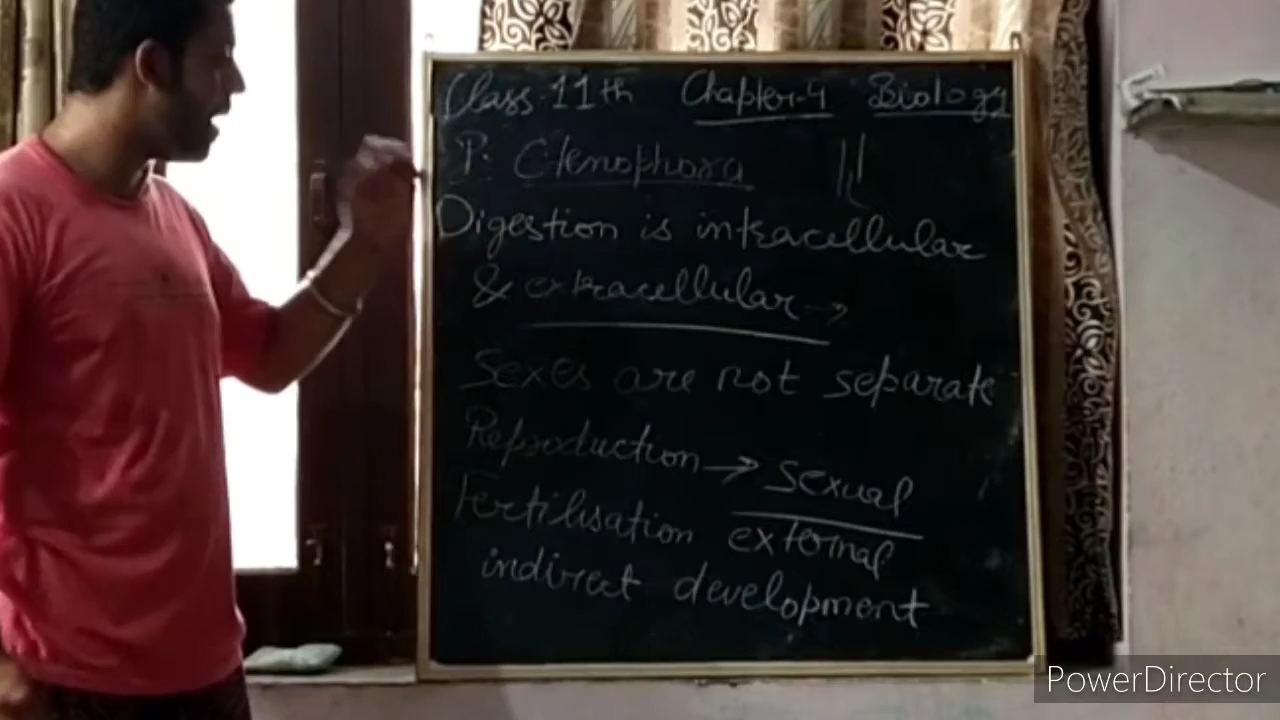 Class 11th Chapter-4 Biology
P: Ctenophora
Digestion is intracellular
& extracellular →
Sexes are not separate
Reproduction → sexual
Fertilisation external
indirect development
PowerDirector